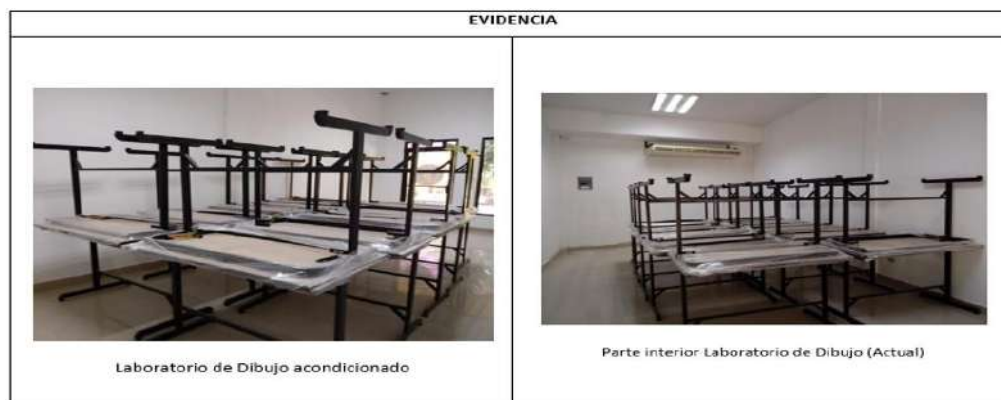 EVIDENCIA
Laboratorio de Dibujo acondicionado
Parte interior Laboratorio de Dibujo (Actual)